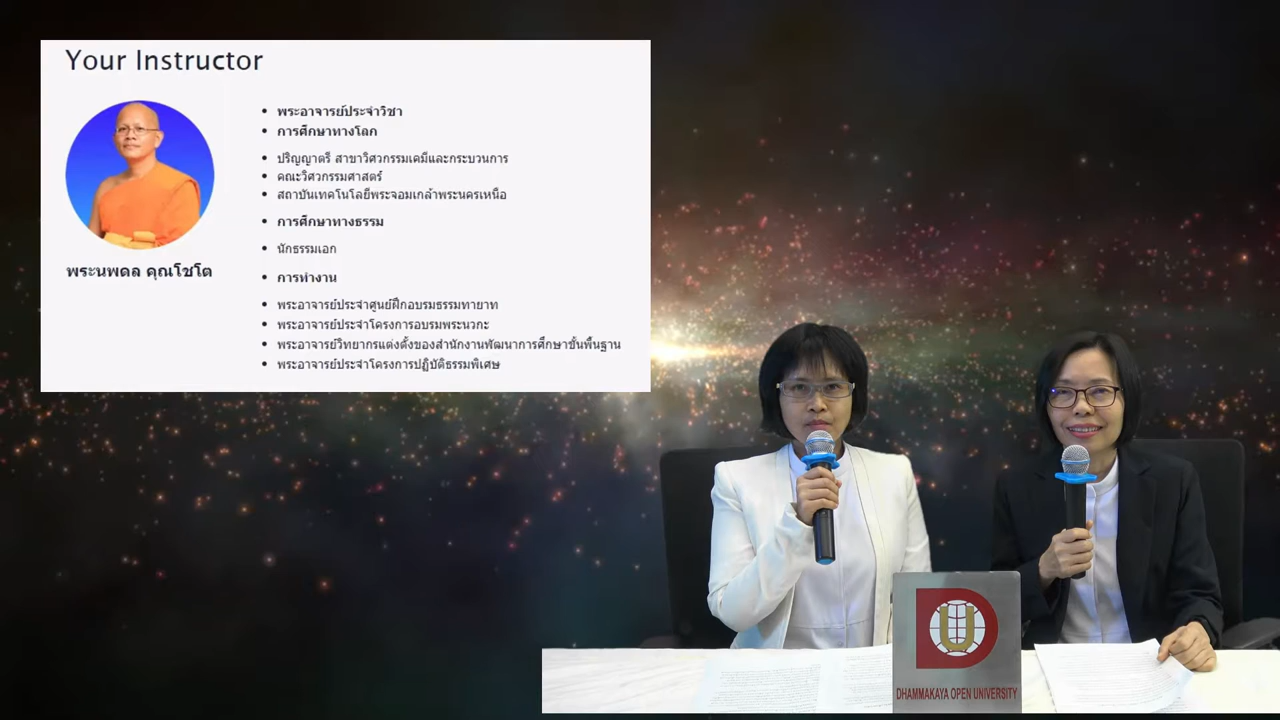 Your Instructor
พระนพดล คุณโชโต
พระอาจารย์ประจำวิชา
การศึกษาทางโลก
ปริญญาตรี สาขาวิศวกรรมเคมีและกระบวนการ
คณะวิศวกรรมศาสตร์
สถาบันเทคโนโลยีพระจอมเกล้าพระนครเหนือ
การศึกษาทางธรรม
นักธรรมเอก
การทำงาน
พระอาจารย์ประจำศูนย์ฝึกอบรมธรรมทายาท
พระอาจารย์ประจำโครงการอบรมพระนวกะ
พระอาจารย์วิทยากรแต่งตั้งของสำนักงานพัฒนาการศึกษาขั้นพื้นฐาน
พระอาจารย์ประจำโครงการปฏิบัติธรรมพิเศษ
DHAMMAKAYA OPEN UNIVERSITY